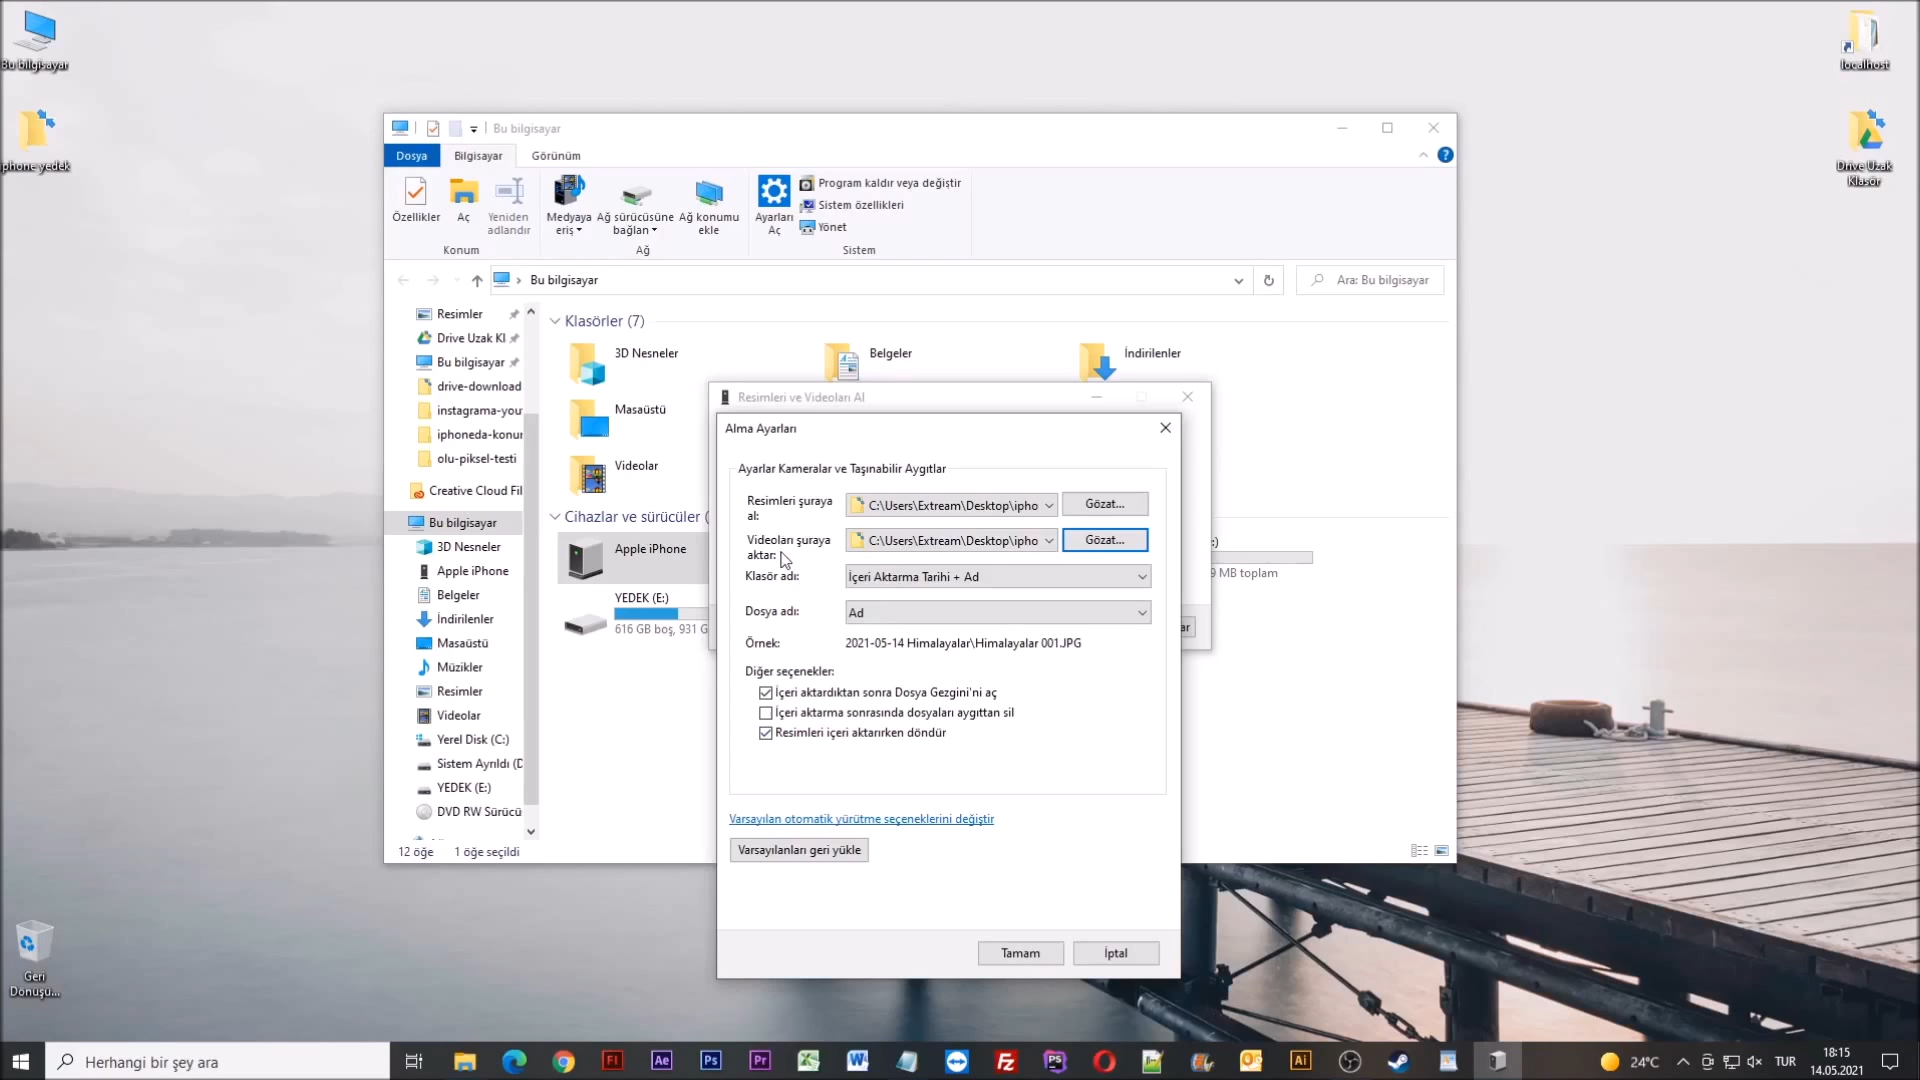 Bu bilgisayar
iphone yedek
localhost
Drive Uzak
Klasör
Bu bilgisayar
Dosya
Bilgisayar
Görünüm
Özellikler
Aç
Yeniden
adlandır
Konum
Medyaya
eriş
Ağ sürücüsüne
bağlan
Ağ konumu
ekle
Ağ
Ayarları
Aç
Program kaldır veya değiştir
Sistem özellikleri
Yönet
Sistem
Bu bilgisayar
Ara: Bu bilgisayar
Resimler
Drive Uzak Kl
Bu bilgisayar
drive-download
instagrama-you
iphoneda-konur
olu-piksel-testi
Creative Cloud Fil
Bu bilgisayar
3D Nesneler
Apple iPhone
Belgeler
İndirilenler
Masaüstü
Müzikler
Resimler
Videolar
Yerel Disk (C:)
Sistem Ayrıldı (D
YEDEK (E:)
DVD RW Sürücü
12 öğe
1 öğe seçildi
Klasörler (7)
3D Nesneler
Belgeler
İndirilenler
Masaüstü
Videolar
Cihazlar ve sürücüler (
Apple iPhone
YEDEK (E:)
616 GB boş, 931 G
:)
9 MB toplam
Resimleri ve Videoları Al
ar
Alma Ayarları
Ayarlar Kameralar ve Taşınabilir Aygıtlar
Resimleri şuraya
al:
C:\Users\Extream\Desktop\ipho
Gözat...
Videoları şuraya
aktar:
C:\Users\Extream\Desktop\ipho
Gözat...
Klasör adı:
İçeri Aktarma Tarihi + Ad
Dosya adı:
Ad
Örnek:
2021-05-14 Himalayalar\Himalayalar 001.JPG
Diğer seçenekler:
İçeri aktardıktan sonra Dosya Gezgini'ni aç
İçeri aktarma sonrasında dosyaları aygıttan sil
Resimleri içeri aktarırken döndür
Varsayılan otomatik yürütme seçeneklerini değiştir
Varsayılanları geri yükle
Tamam
İptal
Geri
Dönüşü...
Herhangi bir şey ara
24°C
TUR
18:15
14.05.2021